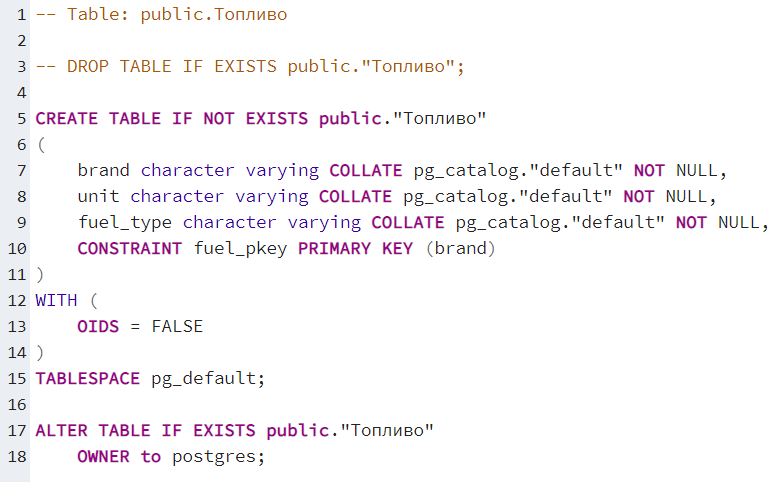 1 -- Table: public.Топливо
2
3 -- DROP TABLE IF EXISTS public."Топливо";
4
5 CREATE TABLE IF NOT EXISTS public."Топливо"
6 (
7     brand character varying COLLATE pg_catalog."default" NOT NULL,
8     unit character varying COLLATE pg_catalog."default" NOT NULL,
9     fuel_type character varying COLLATE pg_catalog."default" NOT NULL,
10     CONSTRAINT fuel_pkey PRIMARY KEY (brand)
11 )
12 WITH (
13     OIDS = FALSE
14 )
15 TABLESPACE pg_default;
16
17 ALTER TABLE IF EXISTS public."Топливо"
18     OWNER to postgres;